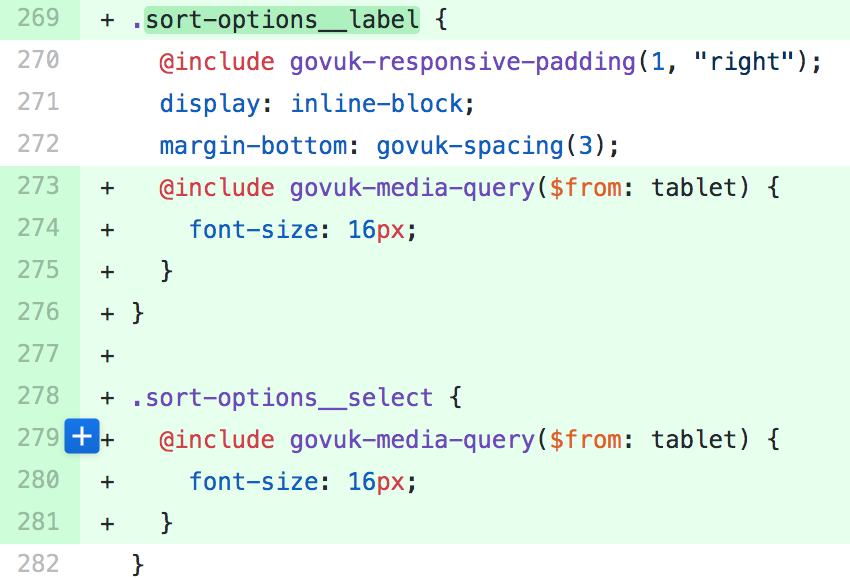 269 + .sort-options__label {
270 @include govuk-responsive-padding(1, "right");
271 display: inline-block;
272 margin-bottom: govuk-spacing(3);
273 + @include govuk-media-query($from: tablet) {
274 + font-size: 16px;
275 + }
276 + }
277 +
278 + .sort-options__select {
279 + + @include govuk-media-query($from: tablet) {
280 + font-size: 16px;
281 + }
282 }